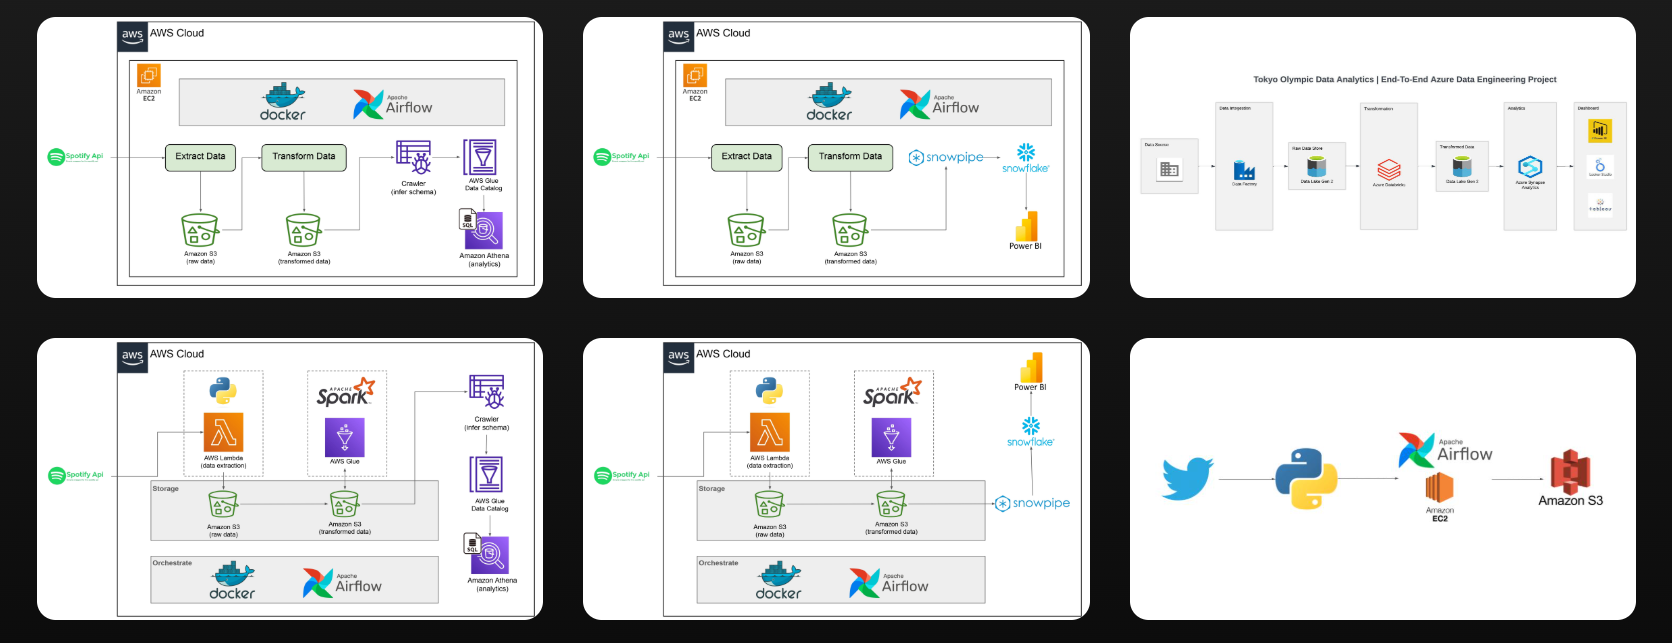 aws
AWS Cloud
Amazon
EC2
docker
Apache
Airflow
Spotify Api
Extract Data
Transform Data
Crawler
(infer schema)
AWS Glue
Data Catalog
Amazon S3
(raw data)
Amazon S3
(transformed data)
SQL
Amazon Athena
(analytics)
aws
AWS Cloud
Amazon
EC2
docker
Apache
Airflow
Spotify Api
Extract Data
Transform Data
snowpipe
snowflake
Amazon S3
(raw data)
Amazon S3
(transformed data)
Power BI
Tokyo Olympic Data Analytics | End-To-End Azure Data Engineering Project
Data Source
Data Integration
Data Factory
Raw Data Store
Data Lake Gen 2
Transformation
Azure Databricks
Transformed Data
Data Lake Gen 2
Analytics
Azure Synapse
Analytics
Dashboard
aws
AWS Cloud
APACHE
Spark
AWS Lambda
(data extraction)
AWS Glue
Spotify Api
Storage
Amazon S3
(raw data)
Amazon S3
(transformed data)
Crawler
(infer schema)
AWS Glue
Data Catalog
SQL
Amazon Athena
(analytics)
Orchestrate
docker
Apache
Airflow
aws
AWS Cloud
APACHE
Spark
AWS Lambda
(data extraction)
AWS Glue
Spotify Api
Storage
Amazon S3
(raw data)
Amazon S3
(transformed data)
Power BI
snowflake
snowpipe
Orchestrate
docker
Apache
Airflow
Apache
Airflow
Amazon
EC2
Amazon S3